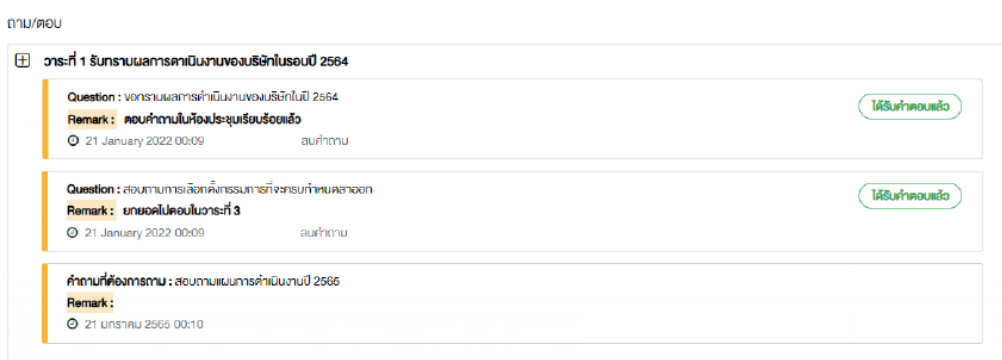 ถาม/ตอบ
วาระที่ 1 รับทราบผลการดาเนินงานของบริษัทในรอบปี 2564
Question : ขอทราบผลการดำเนินงานของบริษัทในปี 2564
ได้รับคำตอบแล้ว
Remark : ตอบคำถามในห้องประชุมเรียบร้อยแล้ว
21 January 2022 00:09 ลบคำถาม
Question : สอบถามการเลือกตั้งกรรมการที่จะครบกำหนดลาออก
ได้รับคำตอบแล้ว
Remark : ยกยอดไปตอบในวาระที่ 3
21 January 2022 00:09 ลบคำถาม
คำถามที่ต้องการถาม : สอบถามแผนการดำเนินงานปี 2565
Remark :
21 มกราคม 2565 00:10